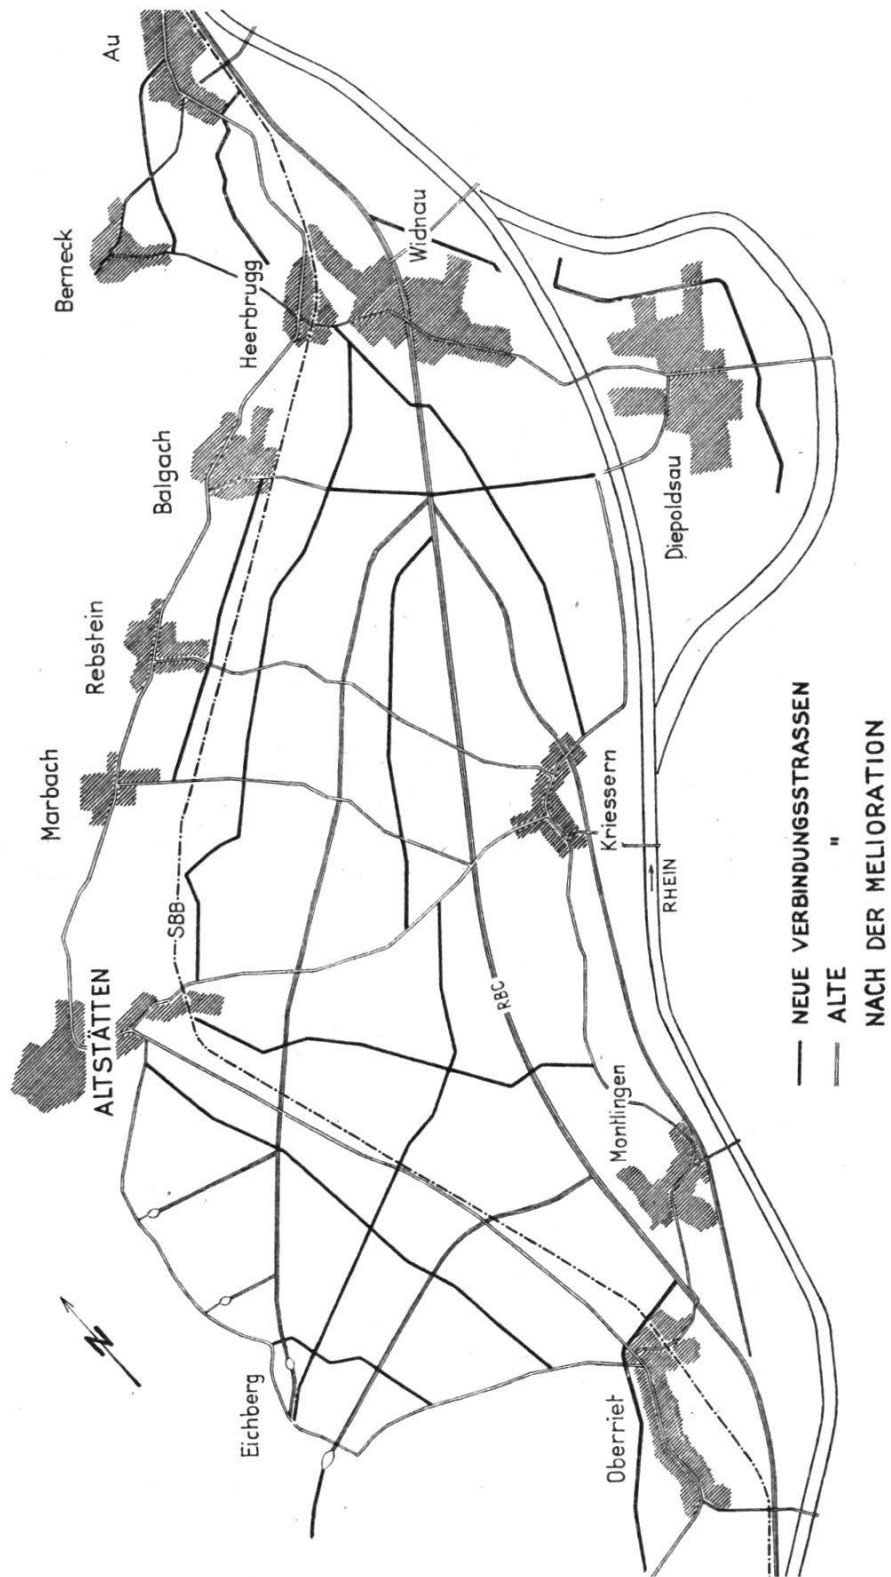 Au
Berneck
Heerbrugg
Widnau
Balgach
Diepoldsau
Rebstein
Marbach
Kriessern
SBB
RHEIN
ALTSTÄTTEN
RBC
Montlingen
N
Eichberg
Oberriet
NEUE VERBINDUNGSSTRASSEN
ALTE "
NACH DER MELIORATION